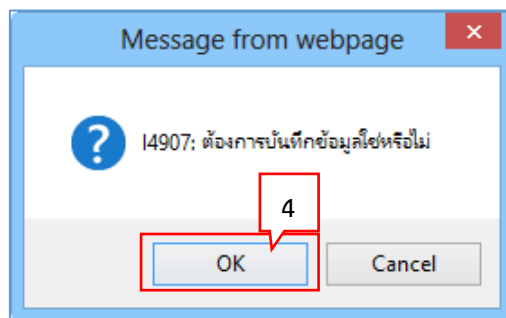 Message from webpage
I4907: ต้องการบันทึกข้อมูลใช่หรือไม่
4
OK
Cancel